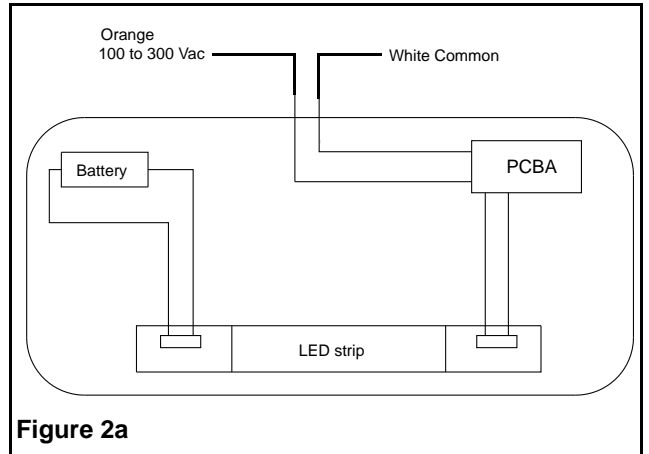 Orange
100 to 300 Vac
White Common
Battery
PCBA
LED strip
Figure 2a